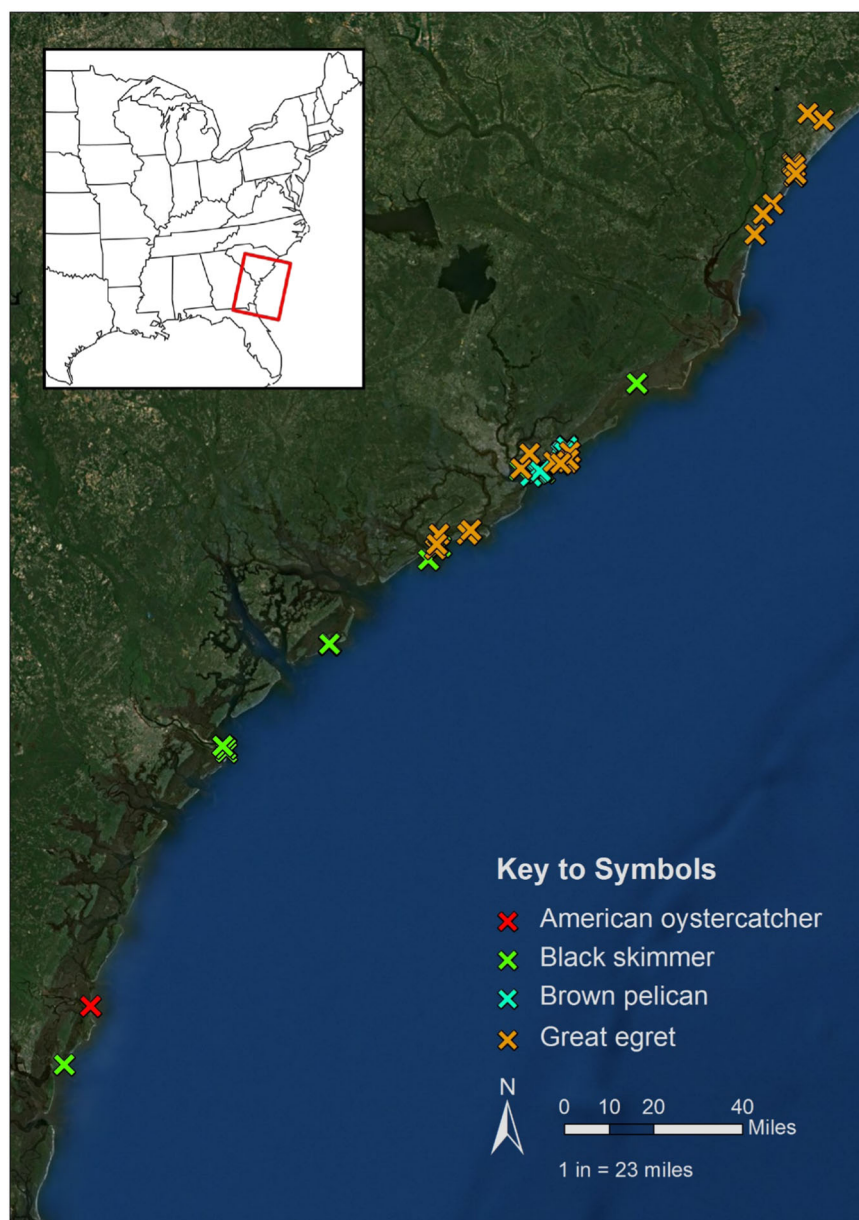 Key to Symbols
American oystercatcher
Black skimmer
Brown pelican
Great egret
N
0 10 20 40
Miles
1 in = 23 miles